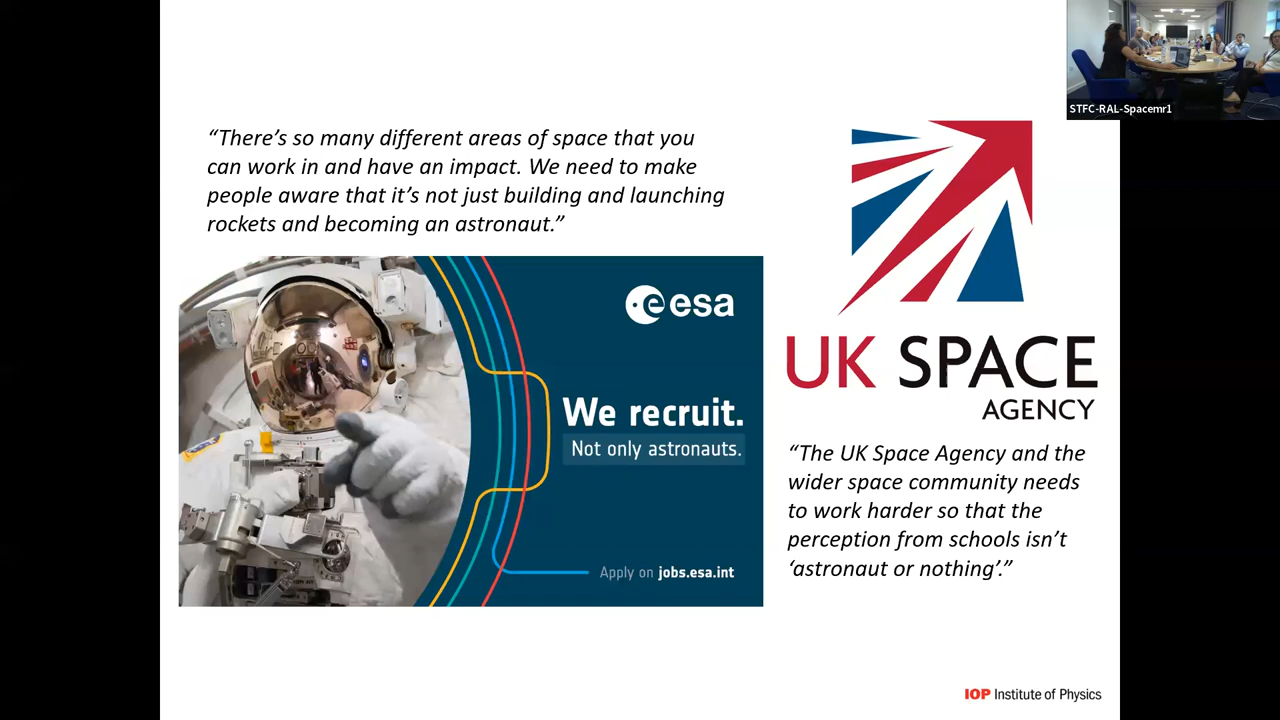 STFC-RAL-Spacemr1
“There’s so many different areas of space that you
can work in and have an impact. We need to make
people aware that it’s not just building and launching
rockets and becoming an astronaut.”
esa
We recruit.
Not only astronauts.
Apply on jobs.esa.int
UK SPACE
AGENCY
“The UK Space Agency and the
wider space community needs
to work harder so that the
perception from schools isn’t
‘astronaut or nothing’.”
IOP Institute of Physics